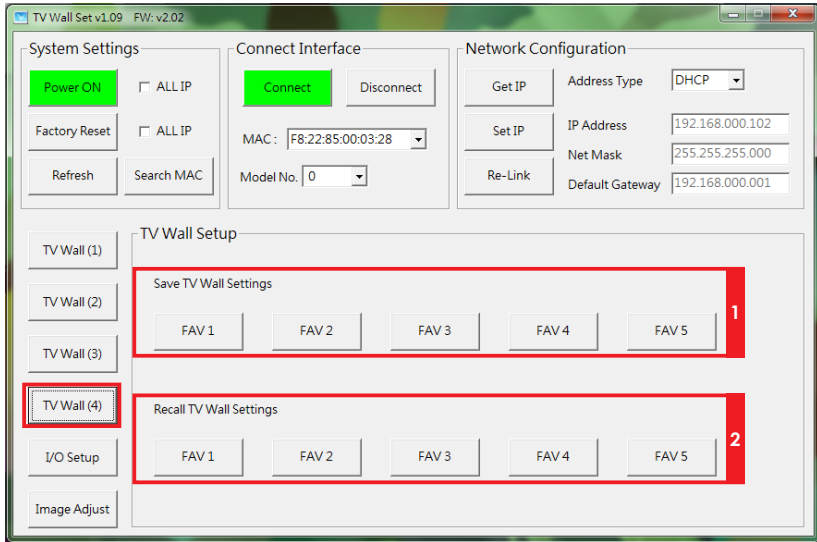 TV Wall Set v1.09 FW: v2.02
System Settings
Power ON ALL IP
Factory Reset ALL IP
Refresh Search MAC
Connect Interface
Connect Disconnect
MAC : F8:22:85:00:03:28
Model No. 0
Network Configuration
Get IP Address Type DHCP
Set IP IP Address 192.168.000.102
Net Mask 255.255.255.000
Re-Link Default Gateway 192.168.000.001
TV Wall (1)
TV Wall (2)
TV Wall (3)
TV Wall (4)
I/O Setup
Image Adjust
TV Wall Setup
Save TV Wall Settings
FAV 1 FAV 2 FAV 3 FAV 4 FAV 5
1
Recall TV Wall Settings
FAV 1 FAV 2 FAV 3 FAV 4 FAV 5
2